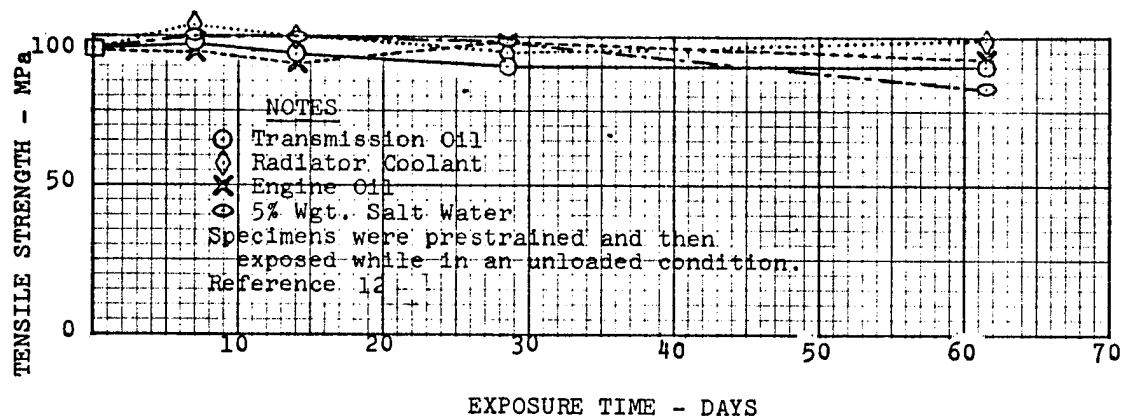 TENSILE STRENGTH - MPa
100
50
0
NOTES
Transmission Oil
Radiator Coolant
Engine Oil
5% Wgt. Salt Water
Specimens were prestrained and then
exposed while in an unloaded condition.
Reference 12
10 20 30 40 50 60 70
EXPOSURE TIME - DAYS